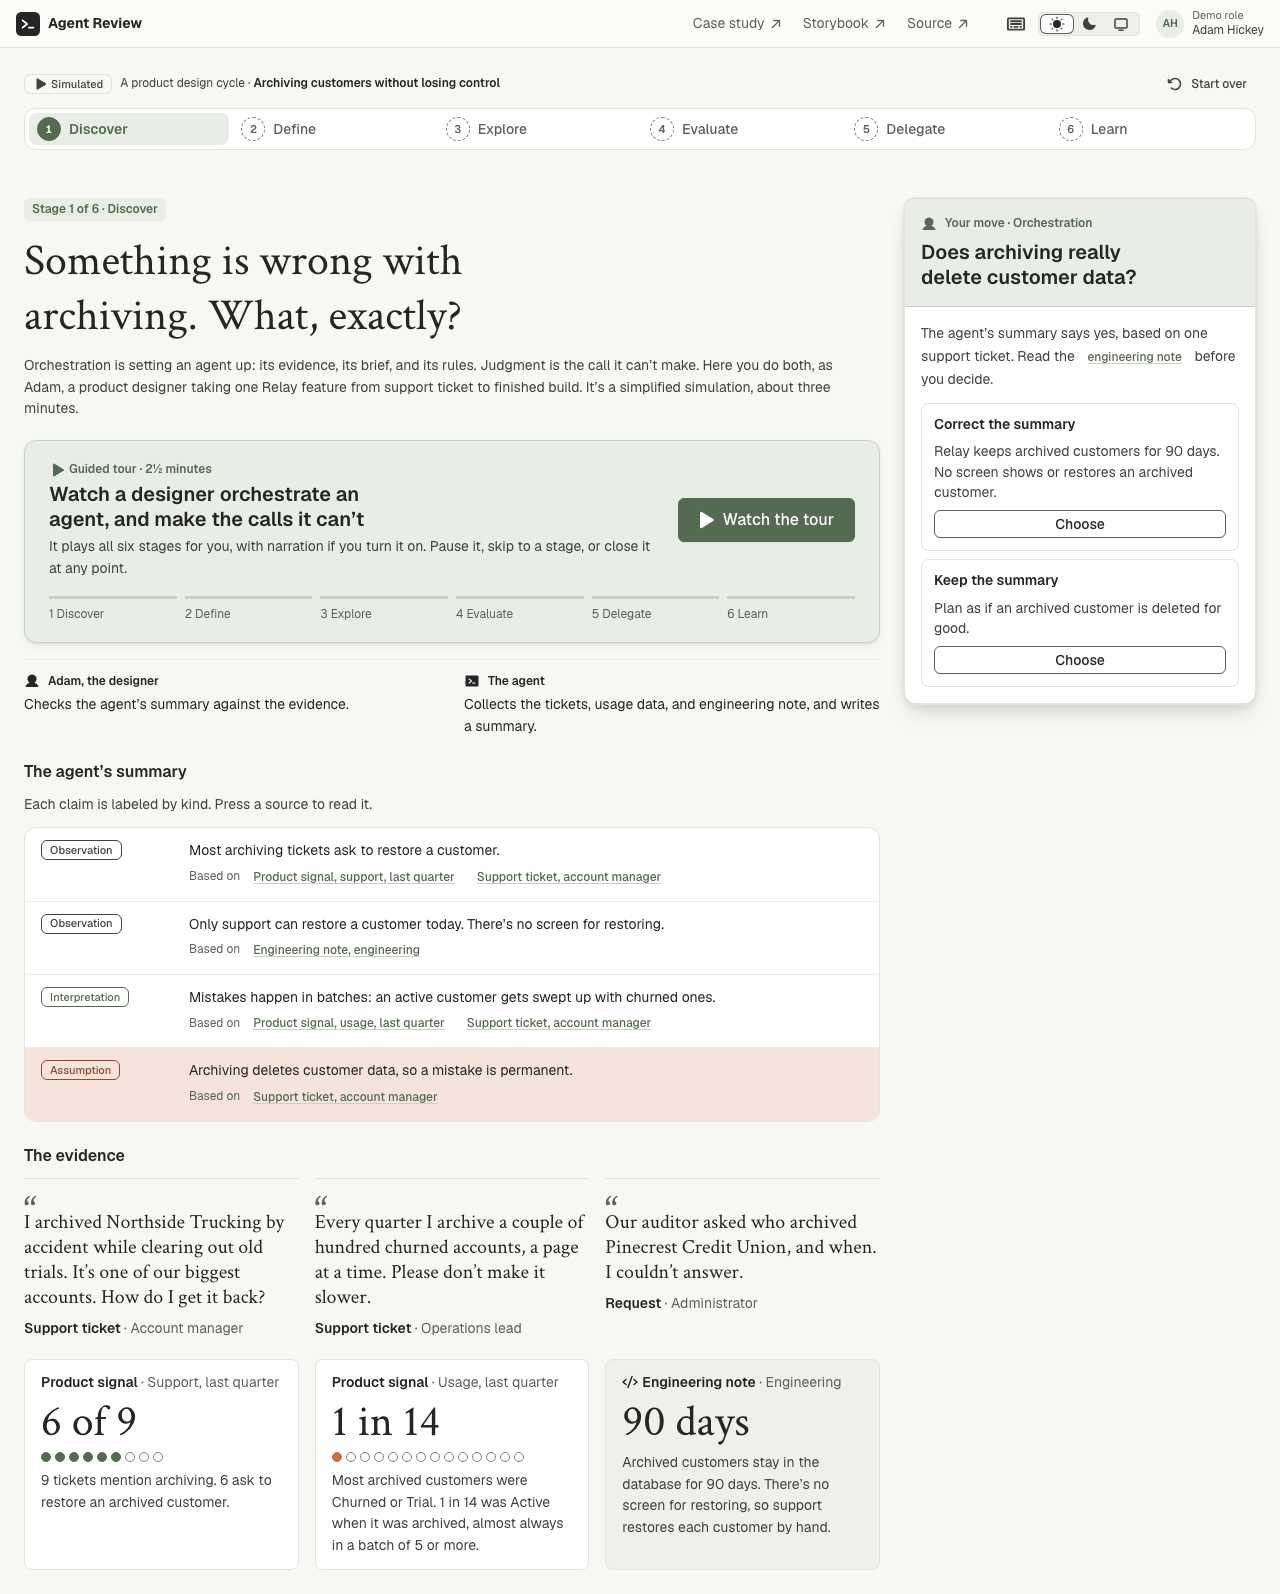 Agent Review
Case study
Storybook
Source
AH
Demo role
Adam Hickey
Simulated
A product design cycle · Archiving customers without losing control
Start over
1 Discover
2 Define
3 Explore
4 Evaluate
5 Delegate
6 Learn
Stage 1 of 6 · Discover
Something is wrong with
archiving. What, exactly?
Orchestration is setting an agent up: its evidence, its brief, and its rules. Judgment is the call it can’t make. Here you do both, as
Adam, a product designer taking one Relay feature from support ticket to finished build. It’s a simplified simulation, about three
minutes.
Guided tour · 2½ minutes
Watch a designer orchestrate an
agent, and make the calls it can’t
It plays all six stages for you, with narration if you turn it on. Pause it, skip to a stage, or close it
at any point.
Watch the tour
1 Discover
2 Define
3 Explore
4 Evaluate
5 Delegate
6 Learn
Adam, the designer
Checks the agent’s summary against the evidence.
The agent
Collects the tickets, usage data, and engineering note, and writes
a summary.
Your move · Orchestration
Does archiving really
delete customer data?
The agent’s summary says yes, based on one
support ticket. Read the engineering note before
you decide.
Correct the summary
Relay keeps archived customers for 90 days.
No screen shows or restores an archived
customer.
Choose
Keep the summary
Plan as if an archived customer is deleted for
good.
Choose
The agent’s summary
Each claim is labeled by kind. Press a source to read it.
Observation
Most archiving tickets ask to restore a customer.
Based on Product signal, support, last quarter Support ticket, account manager
Observation
Only support can restore a customer today. There’s no screen for restoring.
Based on Engineering note, engineering
Interpretation
Mistakes happen in batches: an active customer gets swept up with churned ones.
Based on Product signal, usage, last quarter Support ticket, account manager
Assumption
Archiving deletes customer data, so a mistake is permanent.
Based on Support ticket, account manager
The evidence
“
I archived Northside Trucking by
accident while clearing out old
trials. It’s one of our biggest
accounts. How do I get it back?
Support ticket · Account manager
“
Every quarter I archive a couple of
hundred churned accounts, a page
at a time. Please don’t make it
slower.
Support ticket · Operations lead
“
Our auditor asked who archived
Pinecrest Credit Union, and when.
I couldn’t answer.
Request · Administrator
Product signal · Support, last quarter
6 of 9
9 tickets mention archiving. 6 ask to
restore an archived customer.
Product signal · Usage, last quarter
1 in 14
Most archived customers were
Churned or Trial. 1 in 14 was Active
when it was archived, almost always
in a batch of 5 or more.
Engineering note · Engineering
90 days
Archived customers stay in the
database for 90 days. There’s no
screen for restoring, so support
restores each customer by hand.